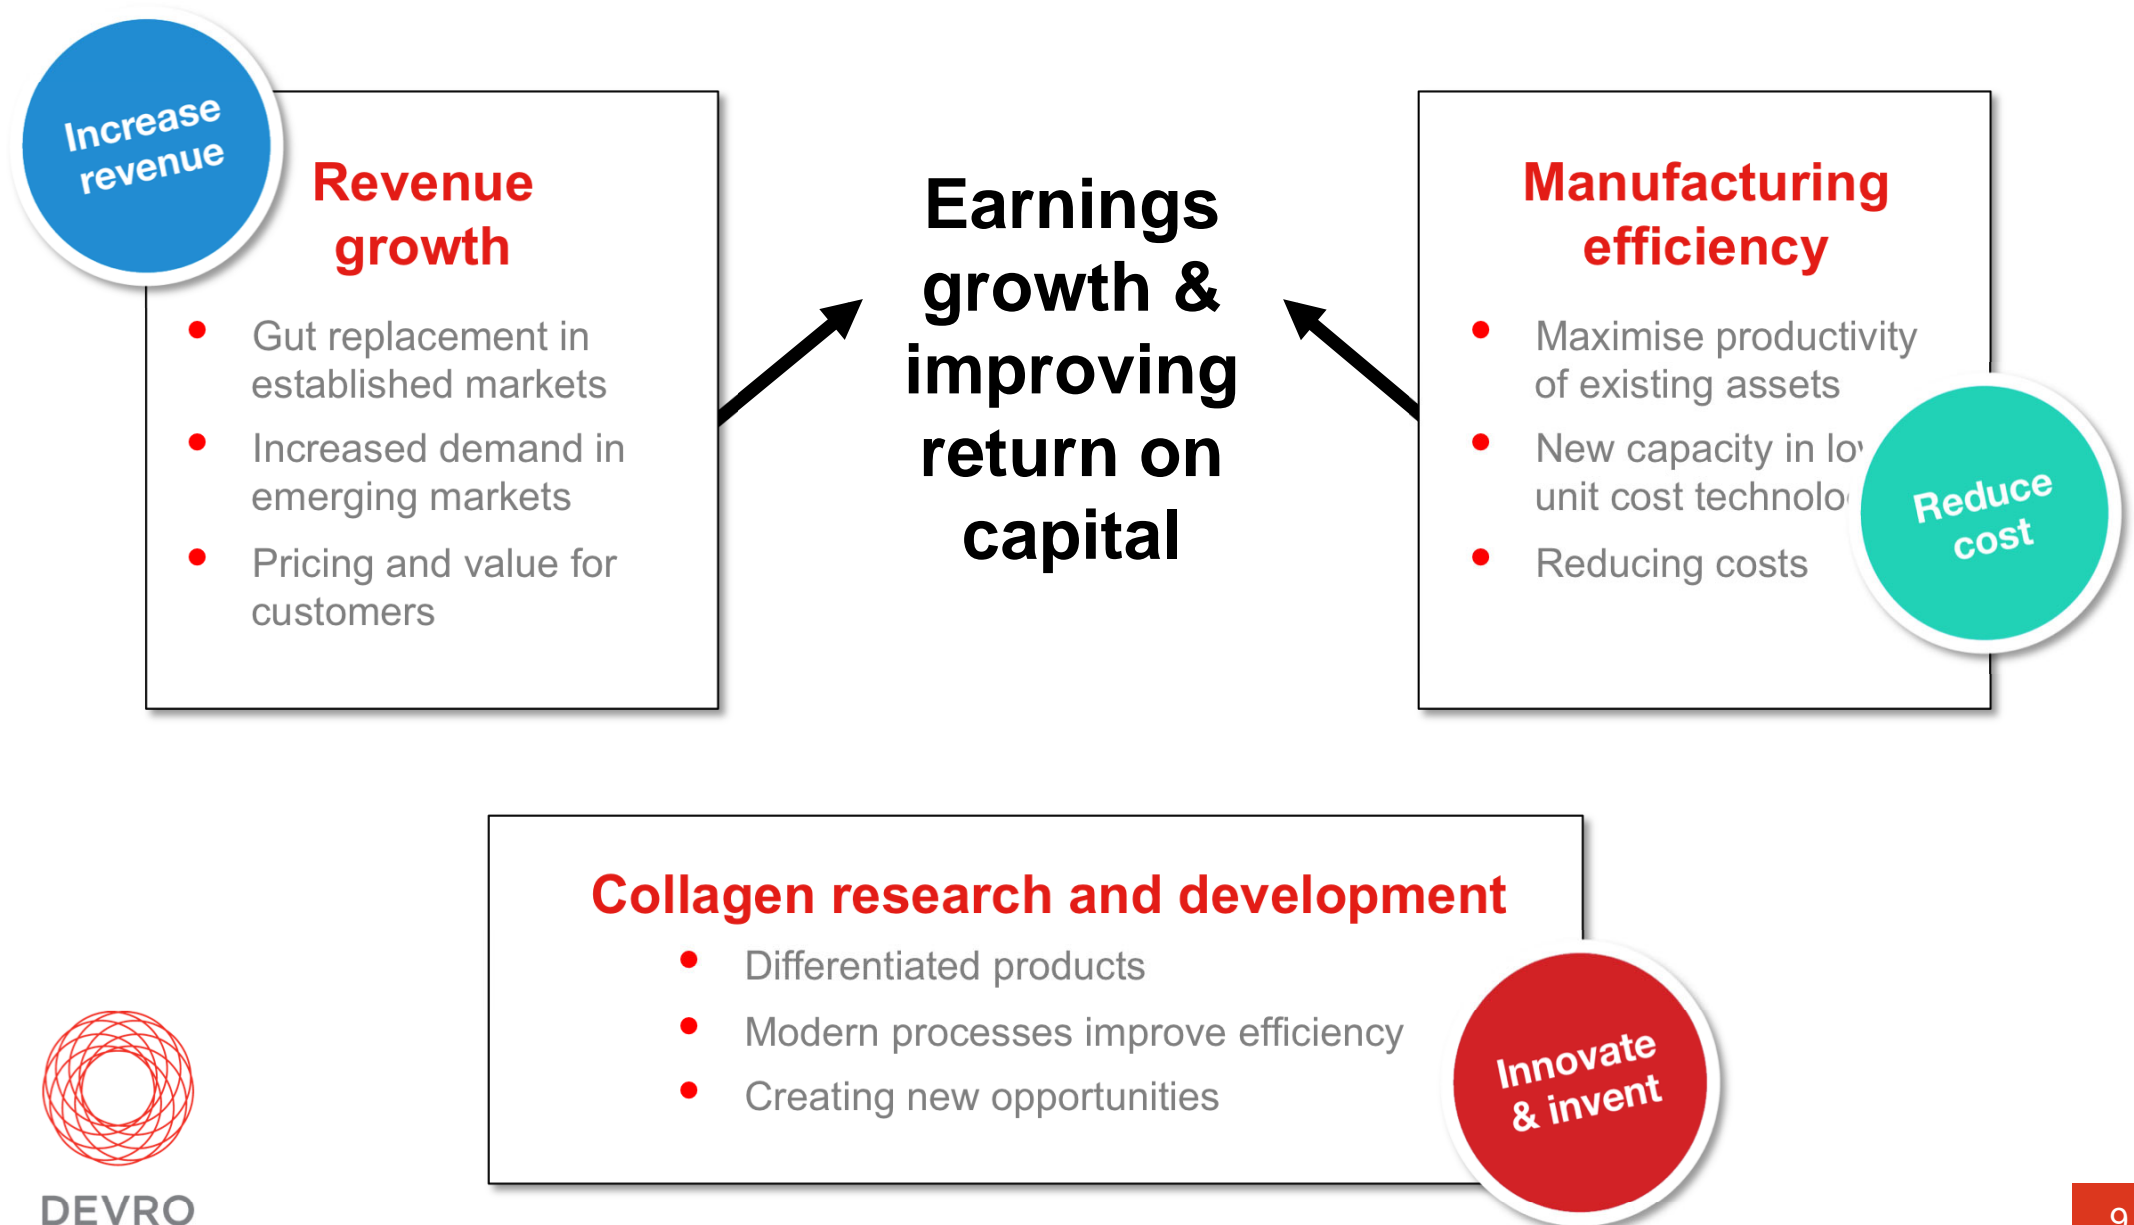 Increase
revenue
Revenue
growth
Gut replacement in
established markets
Increased demand in
emerging markets
Pricing and value for
customers
Earnings
growth &
improving
return on
capital
Manufacturing
efficiency
Maximise productivity
of existing assets
New capacity in
unit cost
Reducing costs
Reduce
cost
Collagen research and development
Differentiated products
Modern processes improve efficiency
Creating new opportunities
Innovate
& invent
DEVRO
9